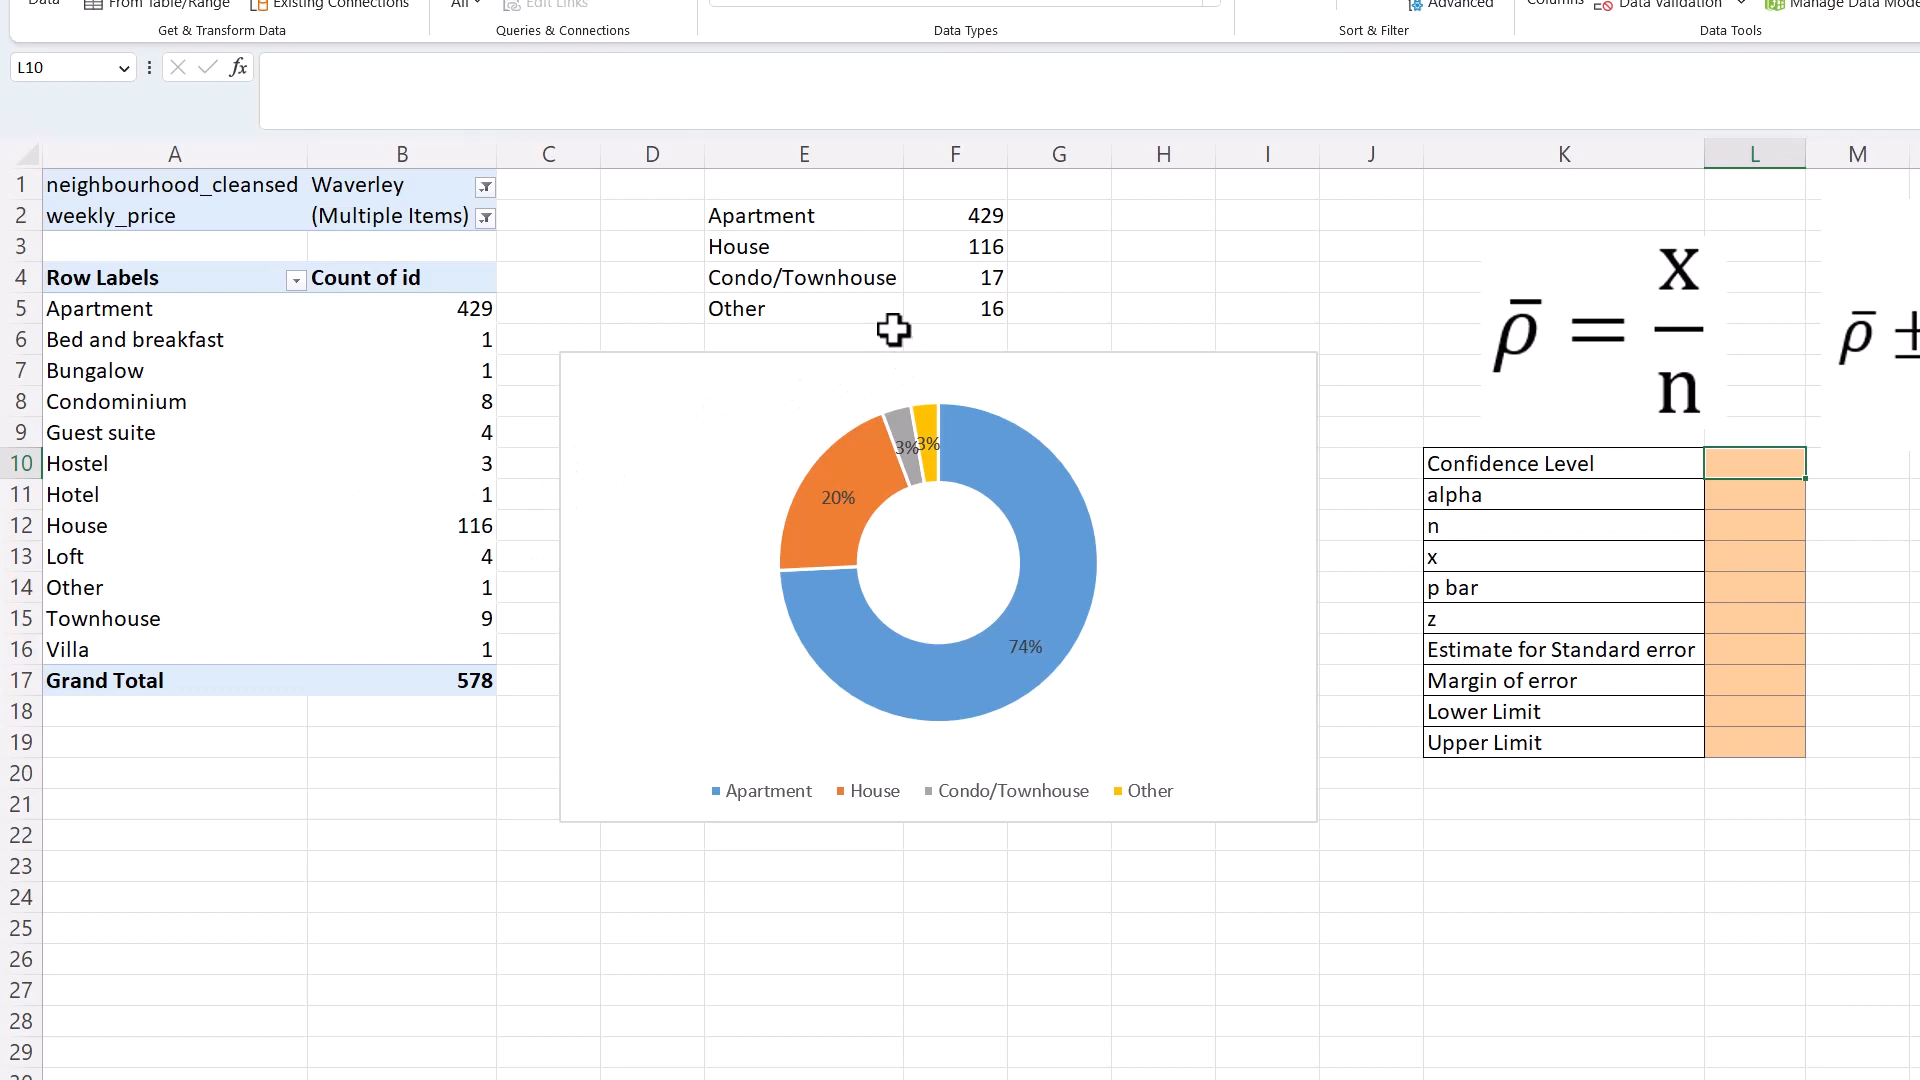 Data From Table/Range Existing Connections All Edit Links Advanced Columns Data Validation Manage Data Mode
Get & Transform Data Queries & Connections Data Types Sort & Filter Data Tools
L10 fx
A B C D E F G H I J K L M
1 neighbourhood_cleansed Waverley
2 weekly_price (Multiple Items) Apartment 429
3 House 116
4 Row Labels Count of id Condo/Townhouse 17
5 Apartment 429 Other 16
6 Bed and breakfast 1
7 Bungalow 1
8 Condominium 8
9 Guest suite 4
10 Hostel 3 Confidence Level
11 Hotel 1 alpha
12 House 116 n
13 Loft 4 x
14 Other 1 p bar
15 Townhouse 9 z
16 Villa 1 Estimate for Standard error
17 Grand Total 578 Margin of error
18 Lower Limit
19 Upper Limit
20
21
22
23
24
25
26
27
28
29
ρ̄ = x/n
ρ̄ ±
3% 3%
20%
74%
Apartment House Condo/Townhouse Other